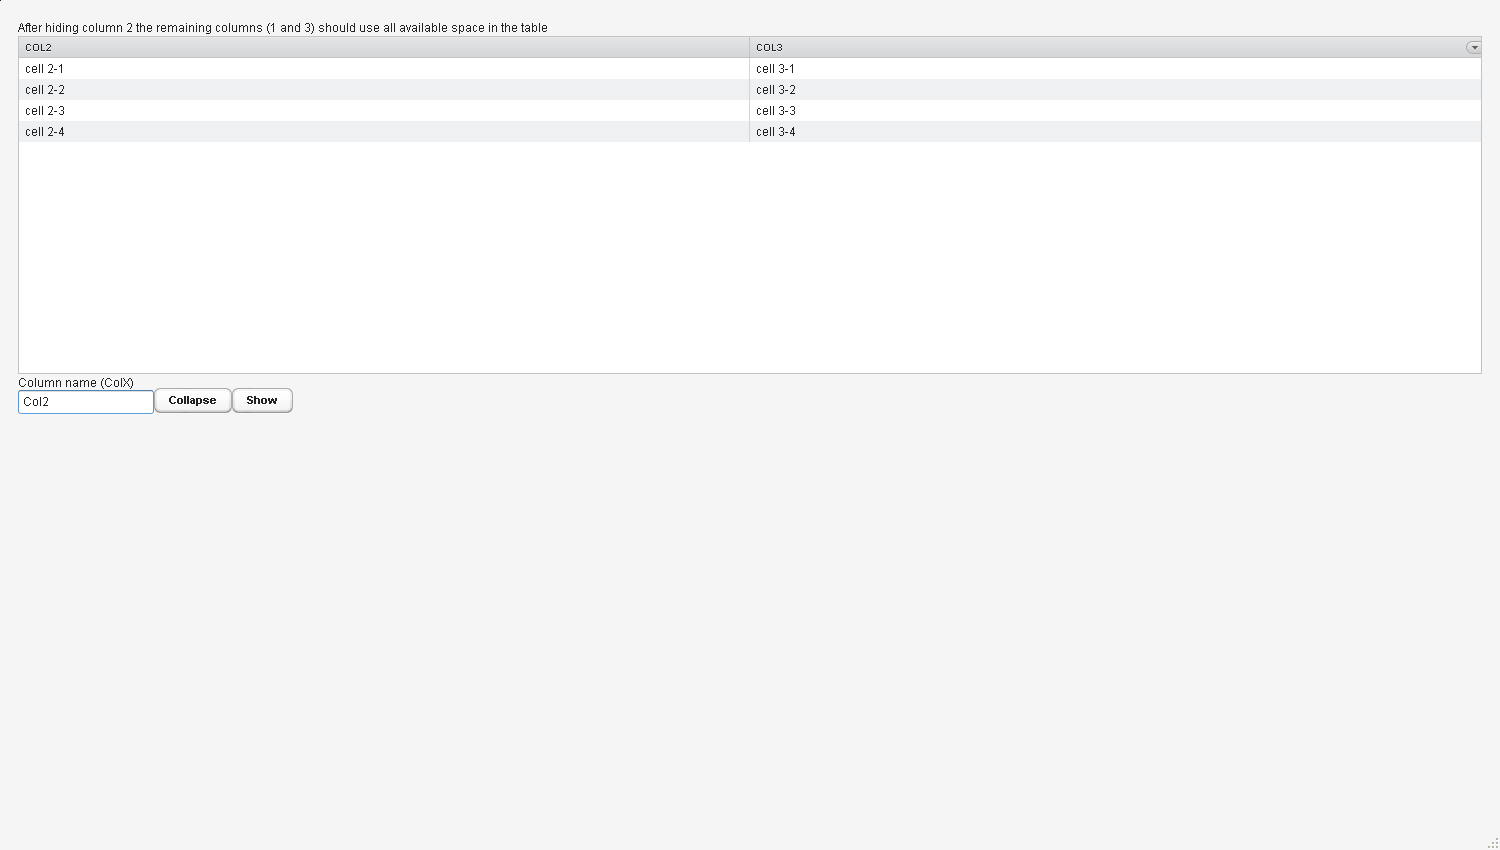 After hiding column 2 the remaining columns (1 and 3) should use all available space in the table
COL2 COL3
cell 2-1 cell 3-1
cell 2-2 cell 3-2
cell 2-3 cell 3-3
cell 2-4 cell 3-4
Column name (ColX)
Col2 Collapse Show